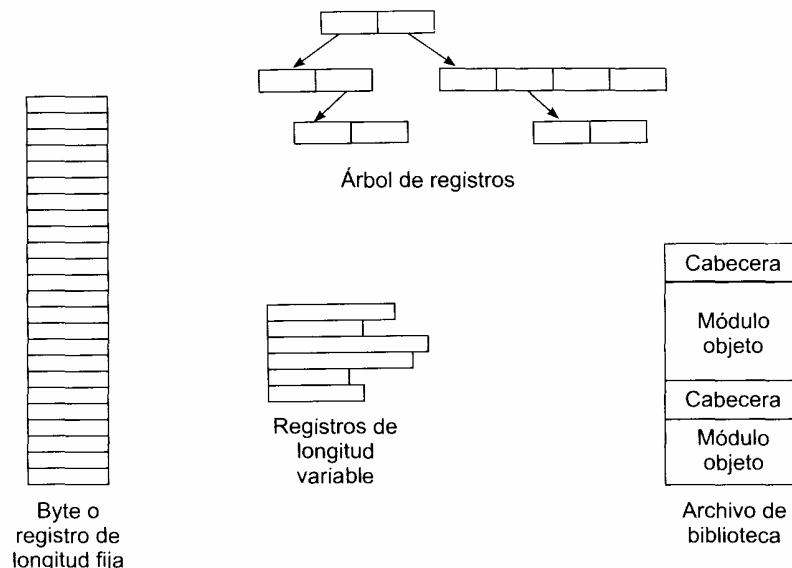 Árbol de registros
Cabecera
Módulo
objeto
Cabecera
Módulo
objeto
Registros de
longitud
variable
Byte o
registro de
longitud fija
Archivo de
biblioteca